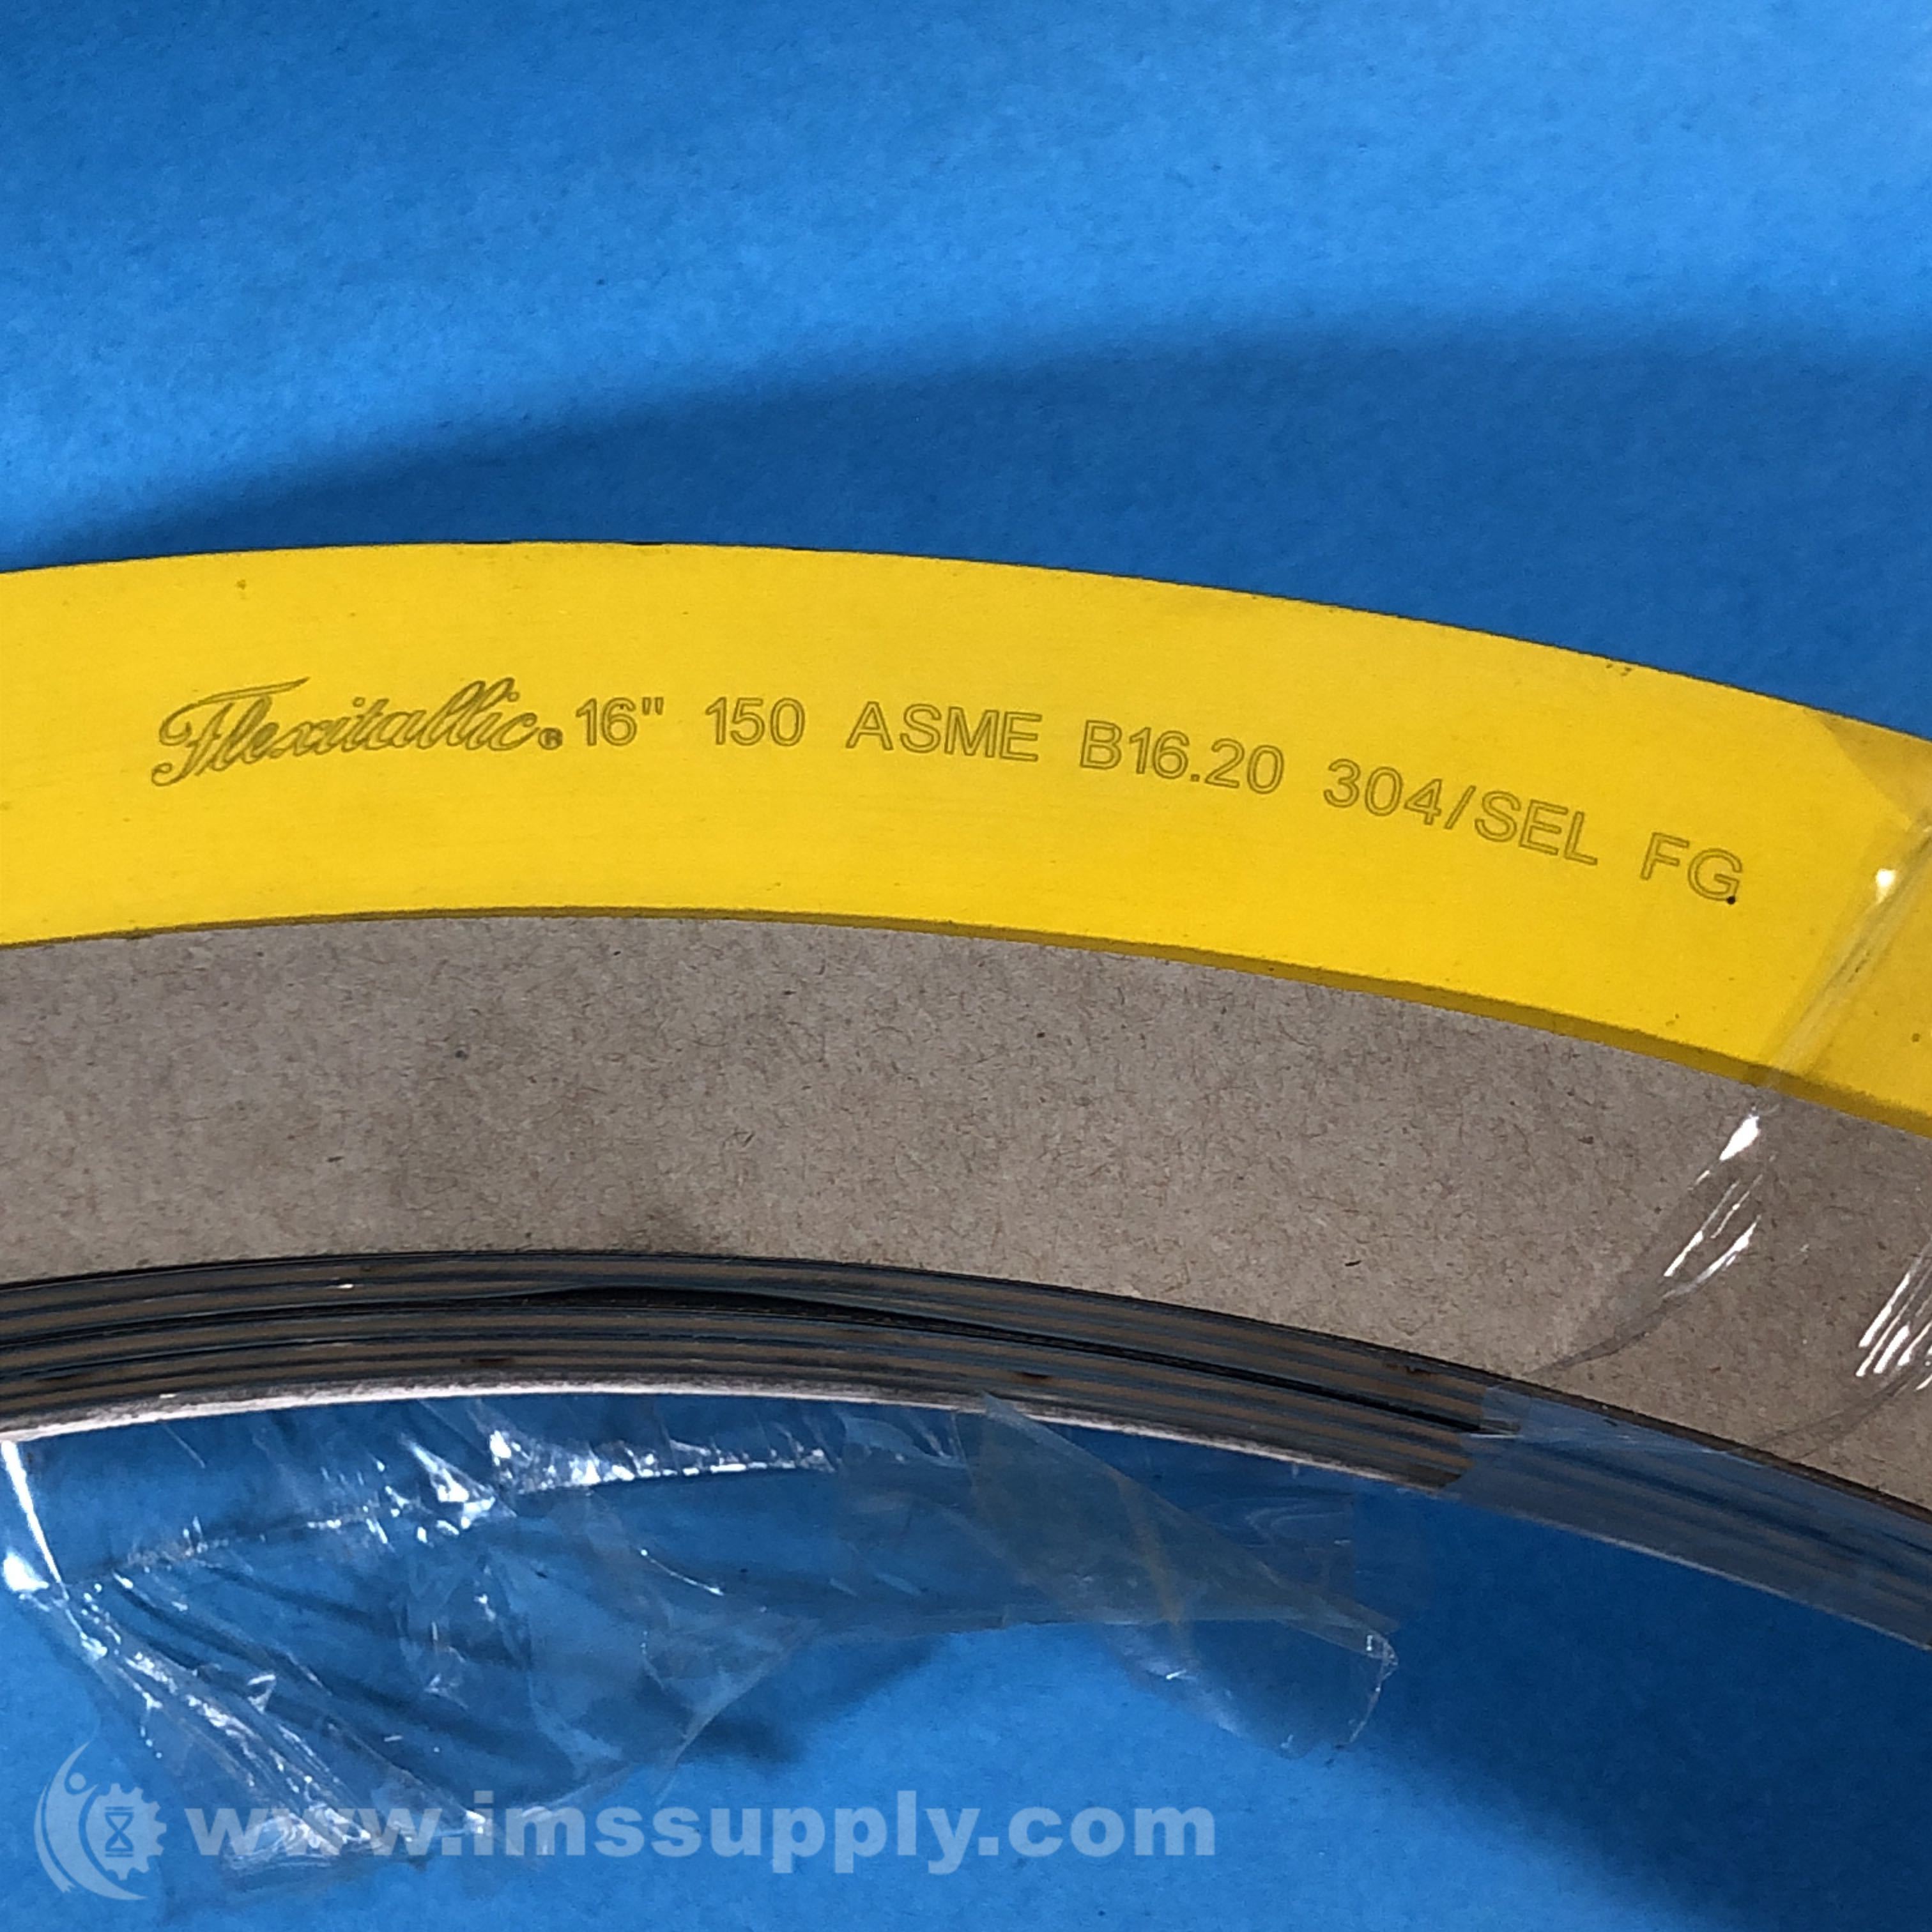 Flexitallic® 16" 150 ASME B16.20 304/SEL FG
www.imssupply.com